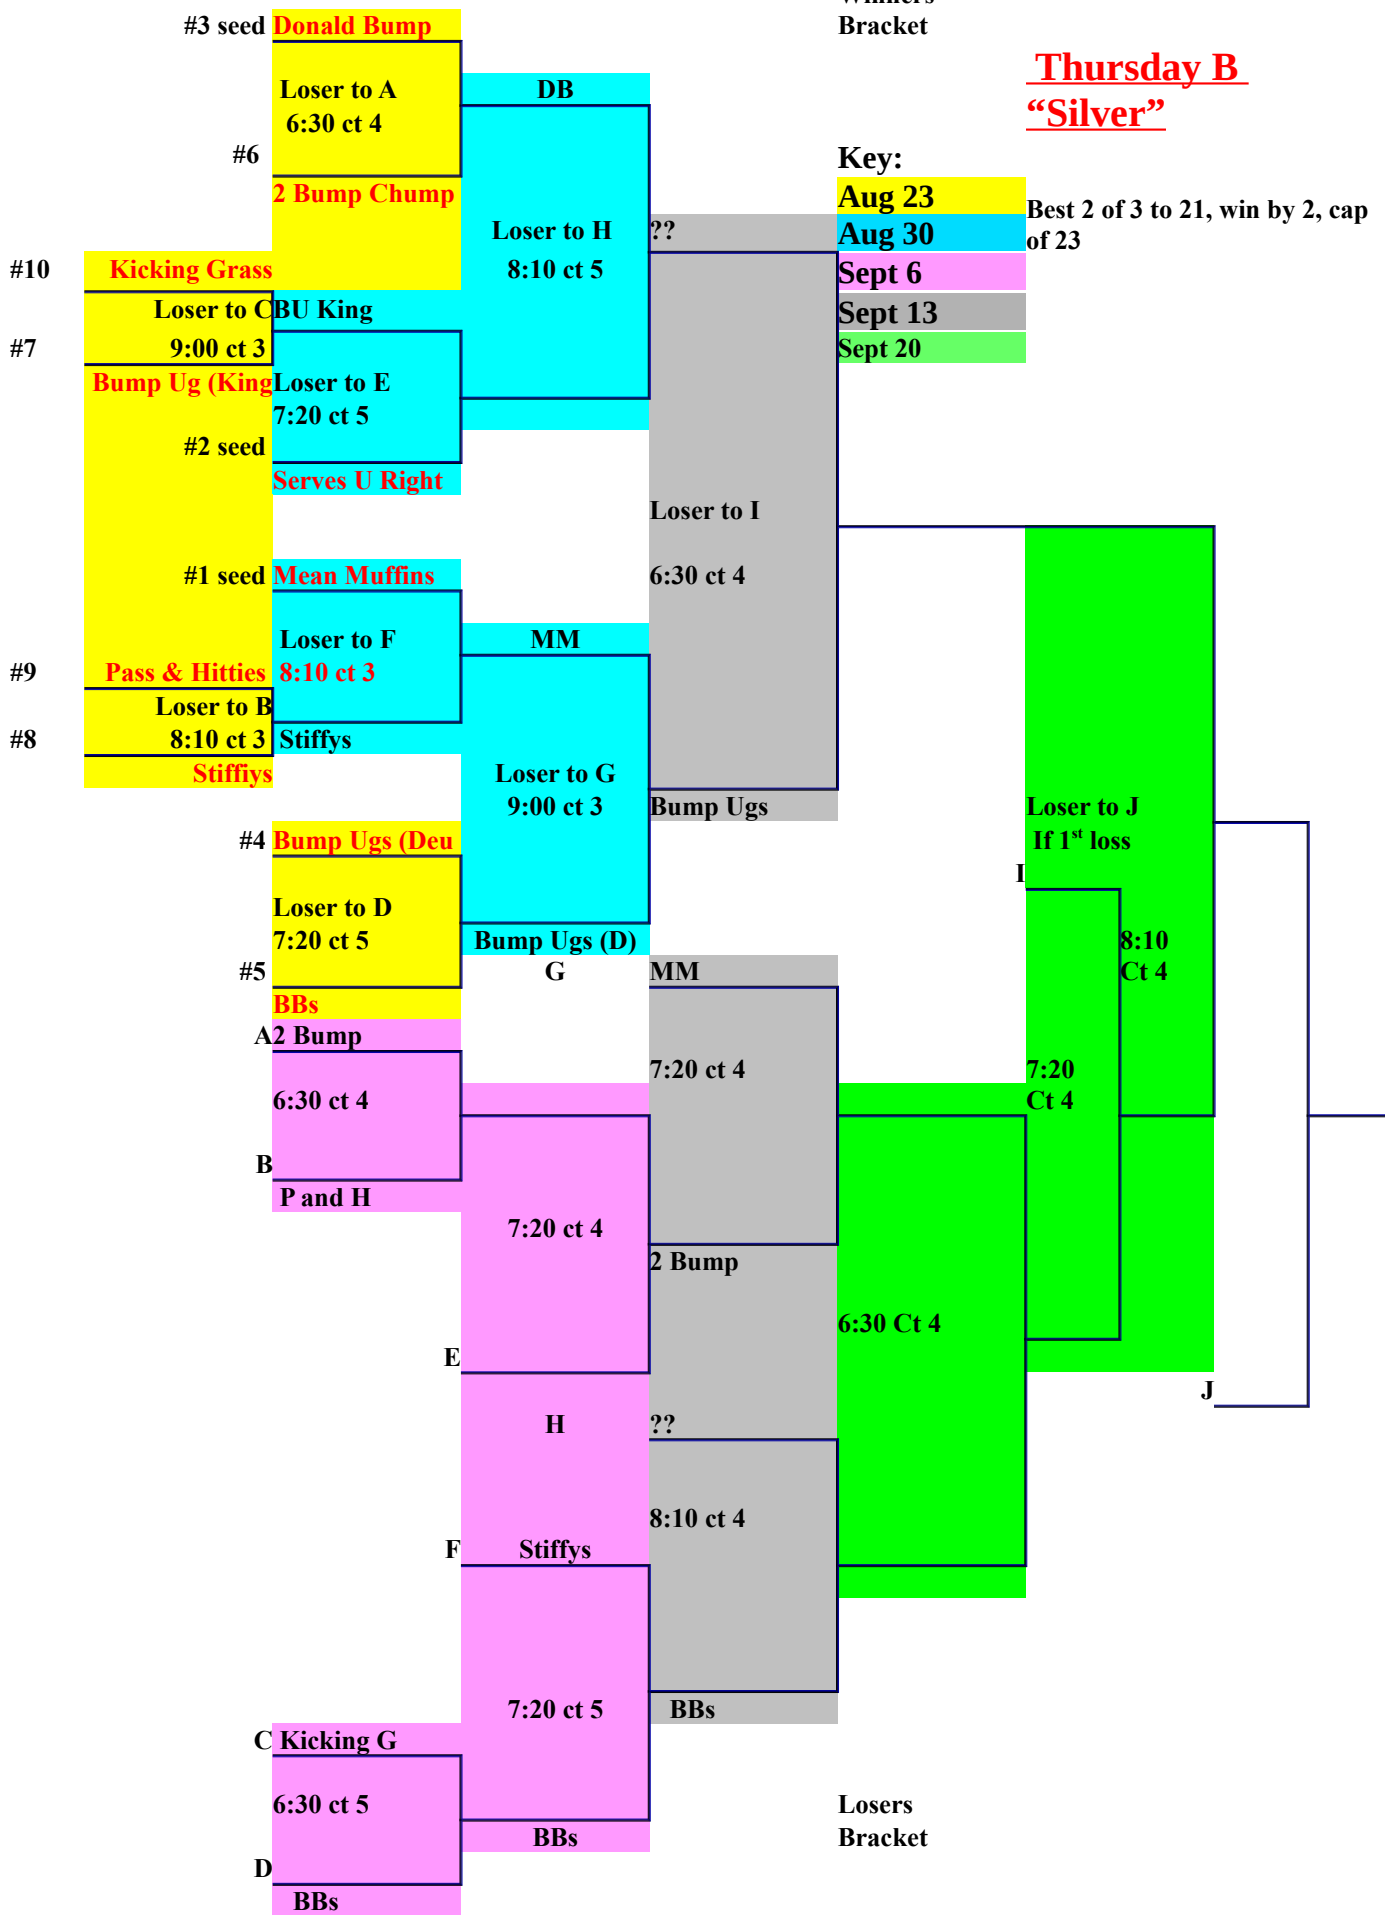 Winners
#3 seed Donald Bump
Bracket
Thursday B
“Silver”
Loser to A
6:30 ct 4
DB
#6
2 Bump Chump
Key:
Aug 23
Aug 30
Sept 6
Sept 13
Sept 20
Best 2 of 3 to 21, win by 2, cap
of 23
Loser to H
8:10 ct 5
??
#10 Kicking Grass
Loser to C
9:00 ct 3
#7
Bump Ug (King
BU King
Loser to E
7:20 ct 5
#2 seed
Serves U Right
Loser to I
6:30 ct 4
#1 seed Mean Muffins
Loser to F
8:10 ct 3
MM
#9 Pass & Hitties
Loser to B
#8 8:10 ct 3
Stiffys
Stiffiys
Loser to G
9:00 ct 3
Bump Ugs
#4 Bump Ugs (Deu
Loser to D
7:20 ct 5
#5
BBs
Bump Ugs (D)
G
MM
Loser to J
If 1st loss
I
8:10
Ct 4
A 2 Bump
6:30 ct 4
B
P and H
7:20 ct 4
7:20
Ct 4
7:20 ct 4
2 Bump
E
6:30 Ct 4
J
H
??
8:10 ct 4
F Stiffys
7:20 ct 5
BBs
C Kicking G
6:30 ct 5
D
BBs
BBs
Losers
Bracket